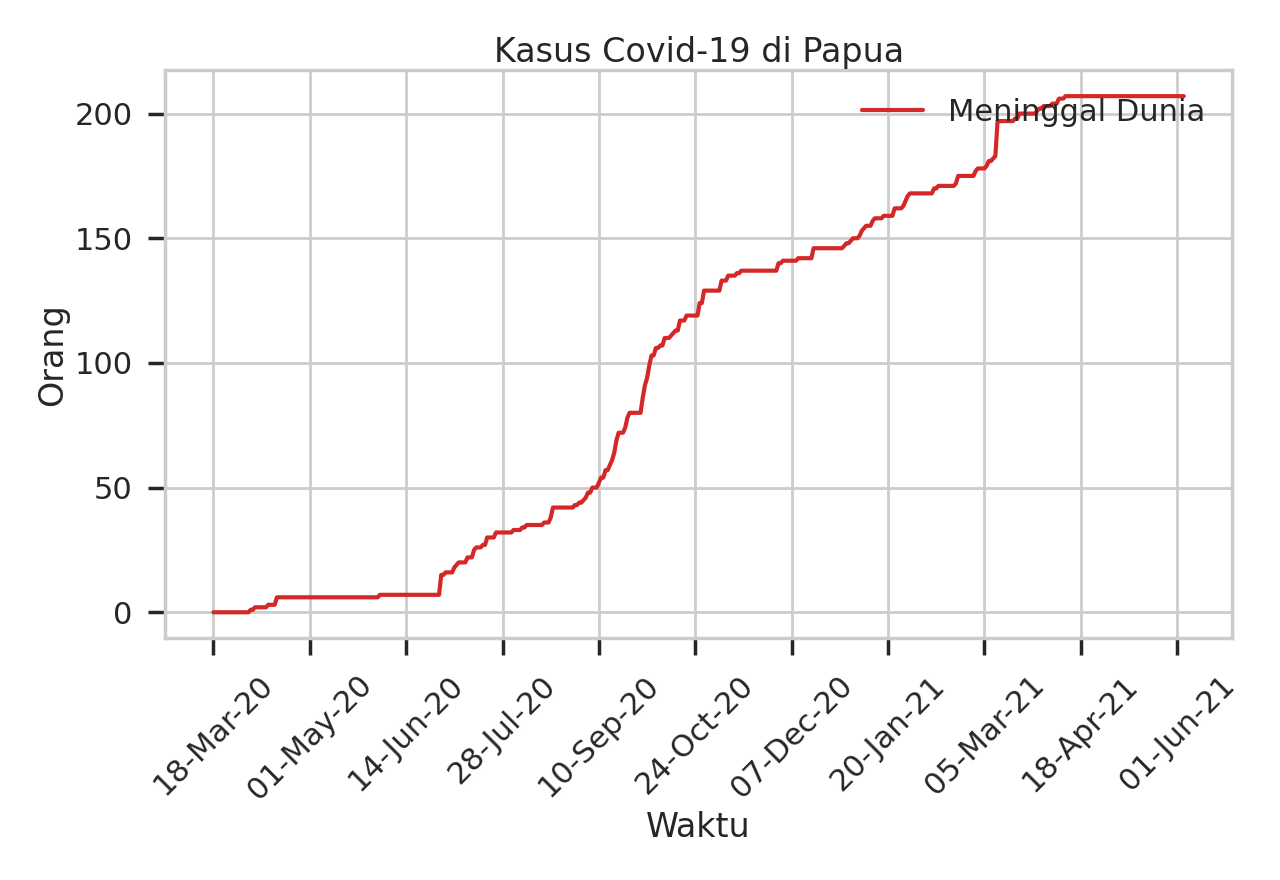 Kasus Covid-19 di Papua
Meninggal Dunia
200
150
100
50
0
Orang
18-Mar-20
01-May-20
14-Jun-20
28-Jul-20
10-Sep-20
24-Oct-20
07-Dec-20
20-Jan-21
05-Mar-21
18-Apr-21
01-Jun-21
Waktu